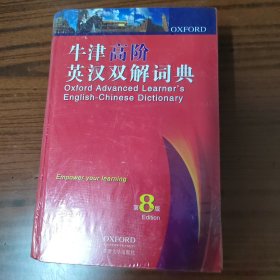 OXFORD
牛津高阶
英汉双解词典
Oxford Advanced Learner's
English-Chinese Dictionary
Empower your learning
第8版
Edition
OXFORD